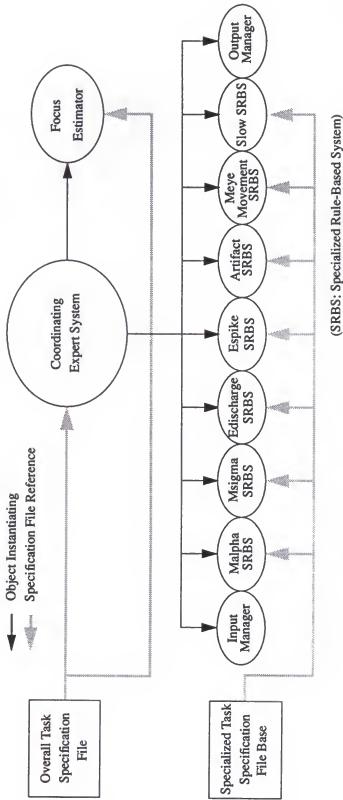 Object Instantiating
Specification File Reference
Overall Task
Specification
File
Coordinating
Expert System
Focus
Estimator
Specialized Task
Specification
File Base
Input
Manager
Malpha
SRBS
Msigma
SRBS
Edischarge
SRBS
Espike
SRBS
Artifact
SRBS
Meye
Movement
SRBS
Slow SRBS
Output
Manager
(SRBS: Specialized Rule-Based System)